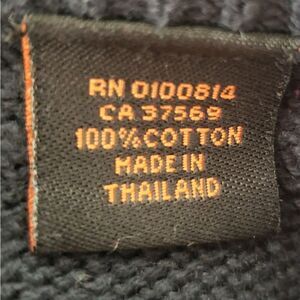 RN 0100814
CA 37569
100% COTTON
MADE IN
THAILAND